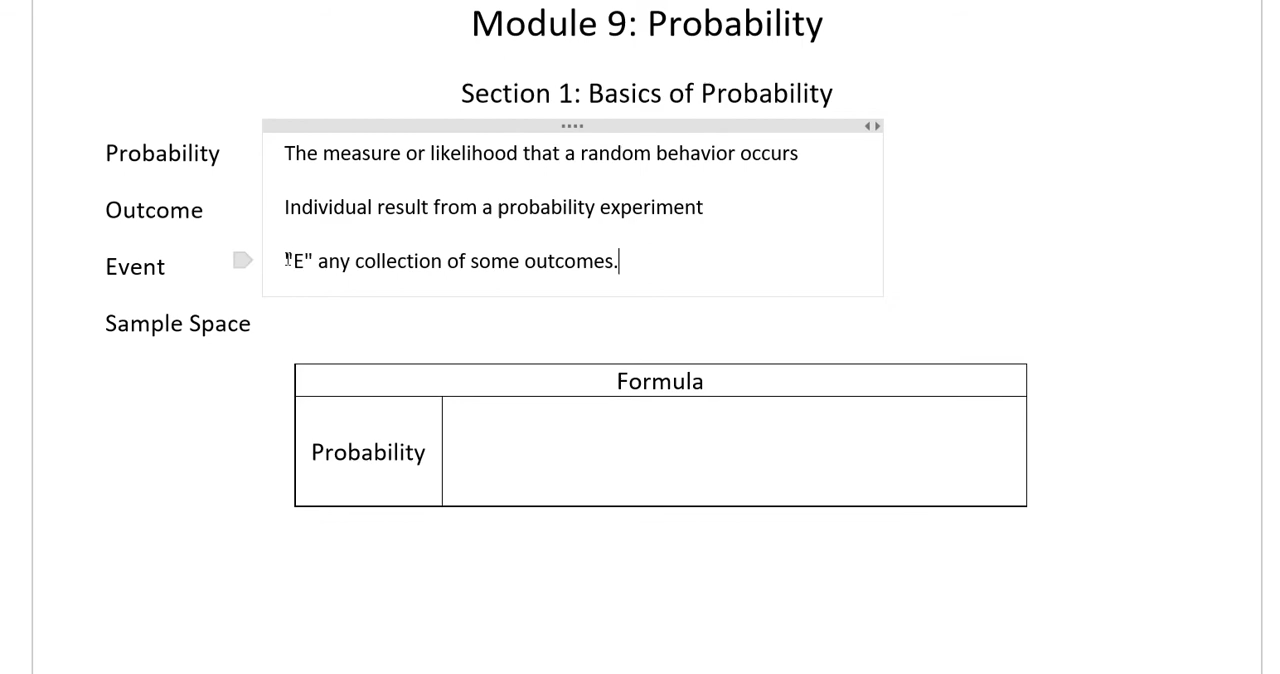 Module 9: Probability
Section 1: Basics of Probability
Probability The measure or likelihood that a random behavior occurs
Outcome Individual result from a probability experiment
Event "E" any collection of some outcomes.
Sample Space
Formula
Probability